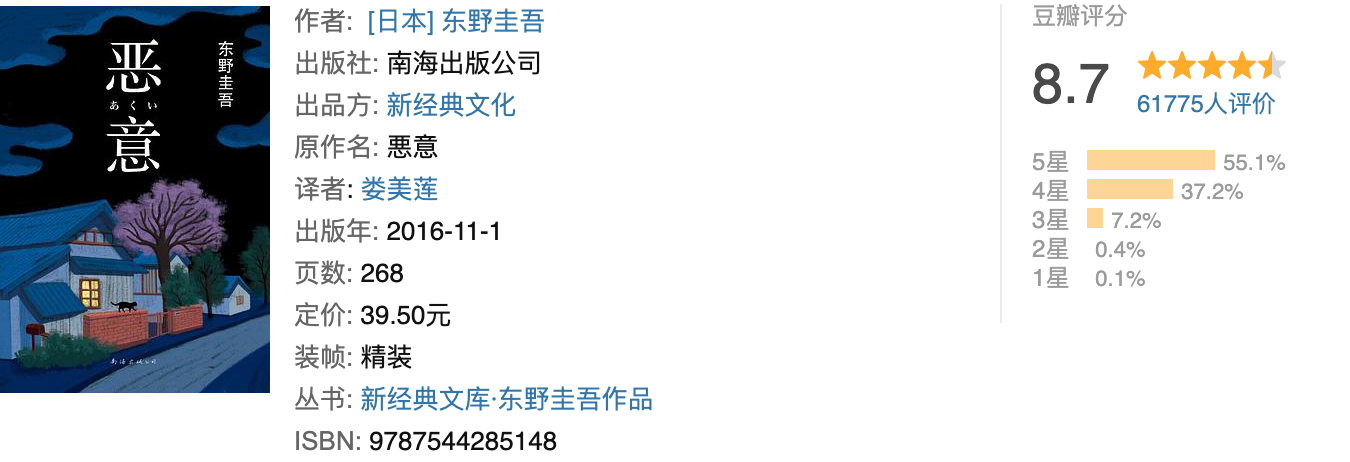 恶意
あくい
东野圭吾
南海出版公司
作者: [日本] 东野圭吾
出版社: 南海出版公司
出品方: 新经典文化
原作名: 悪意
译者: 娄美莲
出版年: 2016-11-1
页数: 268
定价: 39.50元
装帧: 精装
丛书: 新经典文库·东野圭吾作品
ISBN: 9787544285148
豆瓣评分
8.7
61775人评价
5星 55.1%
4星 37.2%
3星 7.2%
2星 0.4%
1星 0.1%